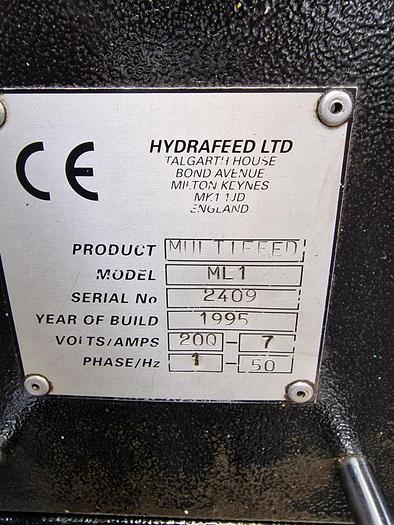 CE
HYDRAFEED LTD
TALGARTH HOUSE
BOND AVENUE
MILTON KEYNES
MK1 1JD
ENGLAND
PRODUCT MULTIFEED
MODEL ML1
SERIAL No 2409
YEAR OF BUILD 1995
VOLTS/AMPS 200 - 7
PHASE/Hz 1 - 50